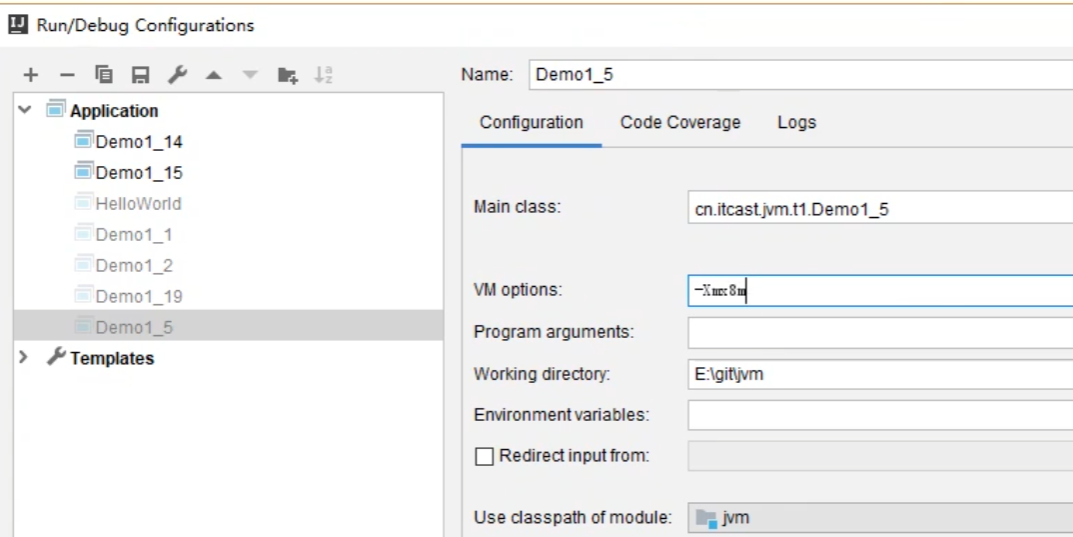 Run/Debug Configurations
Name: Demo1_5
Application
Demo1_14
Demo1_15
HelloWorld
Demo1_1
Demo1_2
Demo1_19
Demo1_5
Templates
Configuration Code Coverage Logs
Main class: cn.itcast.jvm.t1.Demo1_5
VM options: -Xmx8m
Program arguments:
Working directory: E:\git\jvm
Environment variables:
Redirect input from:
Use classpath of module: jvm